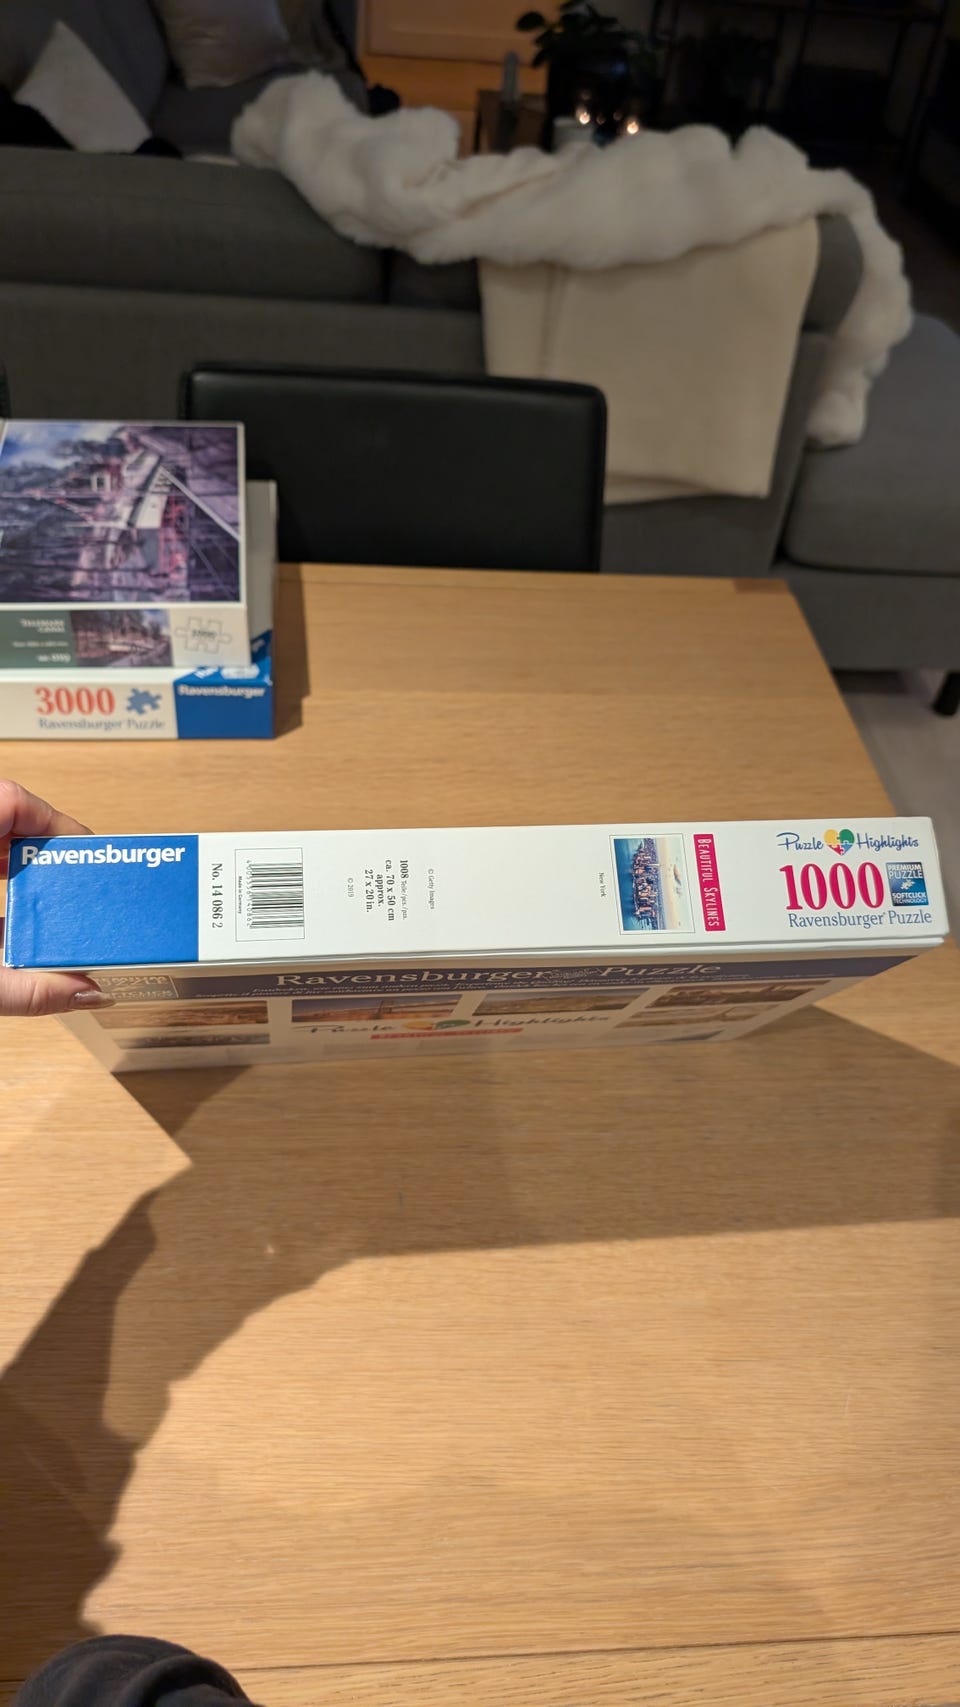 TELEMARK
CANAL
3000
Ravensburger Puzzle
Ravensburger
Ravensburger
No. 14 086 2
Made in Germany
1008 Teile/pcs./pzs.
ca. 70 x 50 cm
approx.
27 x 20 in.
© 2019
© Getty Images
New York
BEAUTIFUL SKYLINES
Puzzle Highlights
1000
PREMIUM
PUZZLE
SOFTCLICK
TECHNOLOGY
Ravensburger® Puzzle
Ravensburger Puzzle
Puzzle Highlights